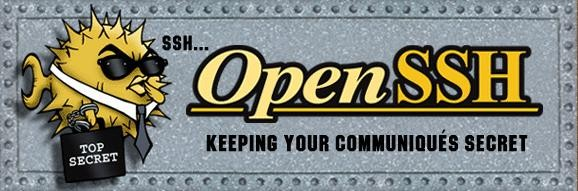 SSH...
OpenSSH
KEEPING YOUR COMMUNIQUÉS SECRET
TOP
SECRET